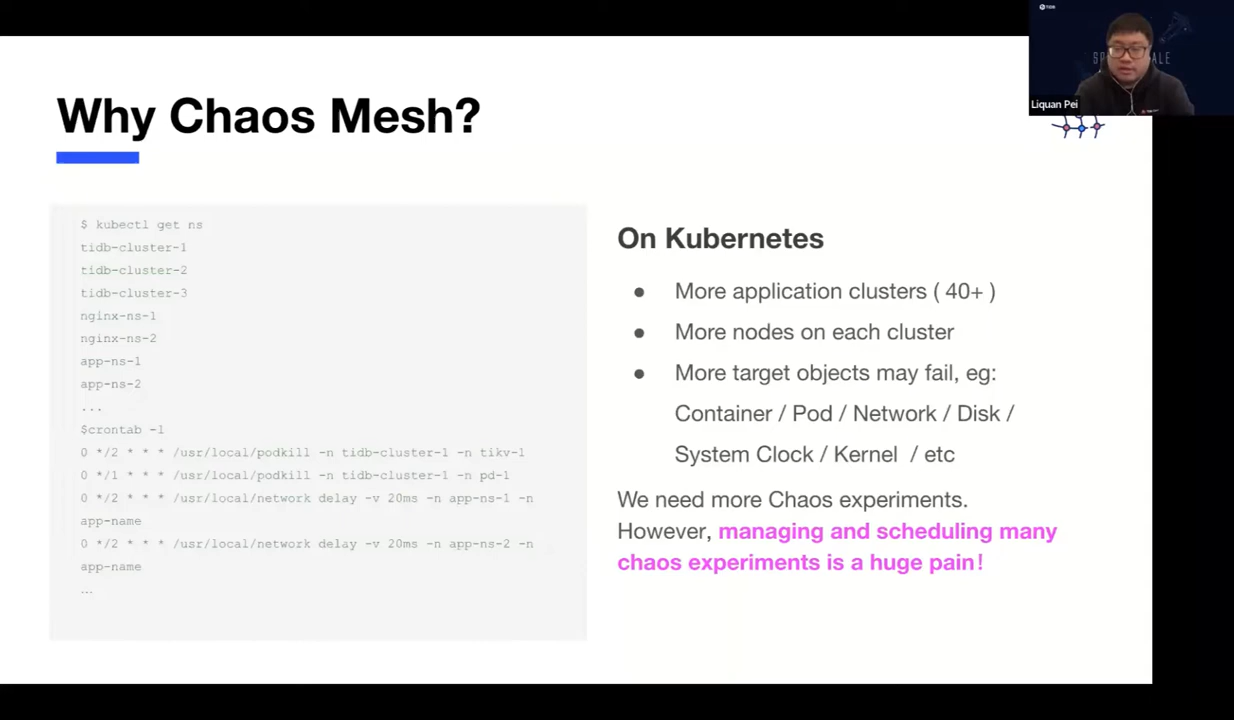 Why Chaos Mesh?
$ kubectl get ns
tidb-cluster-1
tidb-cluster-2
tidb-cluster-3
nginx-ns-1
nginx-ns-2
app-ns-1
app-ns-2
...
$crontab -l
0 */2 * * * /usr/local/podkill -n tidb-cluster-1 -n tikv-1
0 */1 * * * /usr/local/podkill -n tidb-cluster-1 -n pd-1
0 */2 * * * /usr/local/network delay -v 20ms -n app-ns-1 -n
app-name
0 */2 * * * /usr/local/network delay -v 20ms -n app-ns-2 -n
app-name
...
On Kubernetes
● More application clusters ( 40+ )
● More nodes on each cluster
● More target objects may fail, eg:
Container / Pod / Network / Disk /
System Clock / Kernel / etc
We need more Chaos experiments.
However, managing and scheduling many
chaos experiments is a huge pain!
Liquan Pei